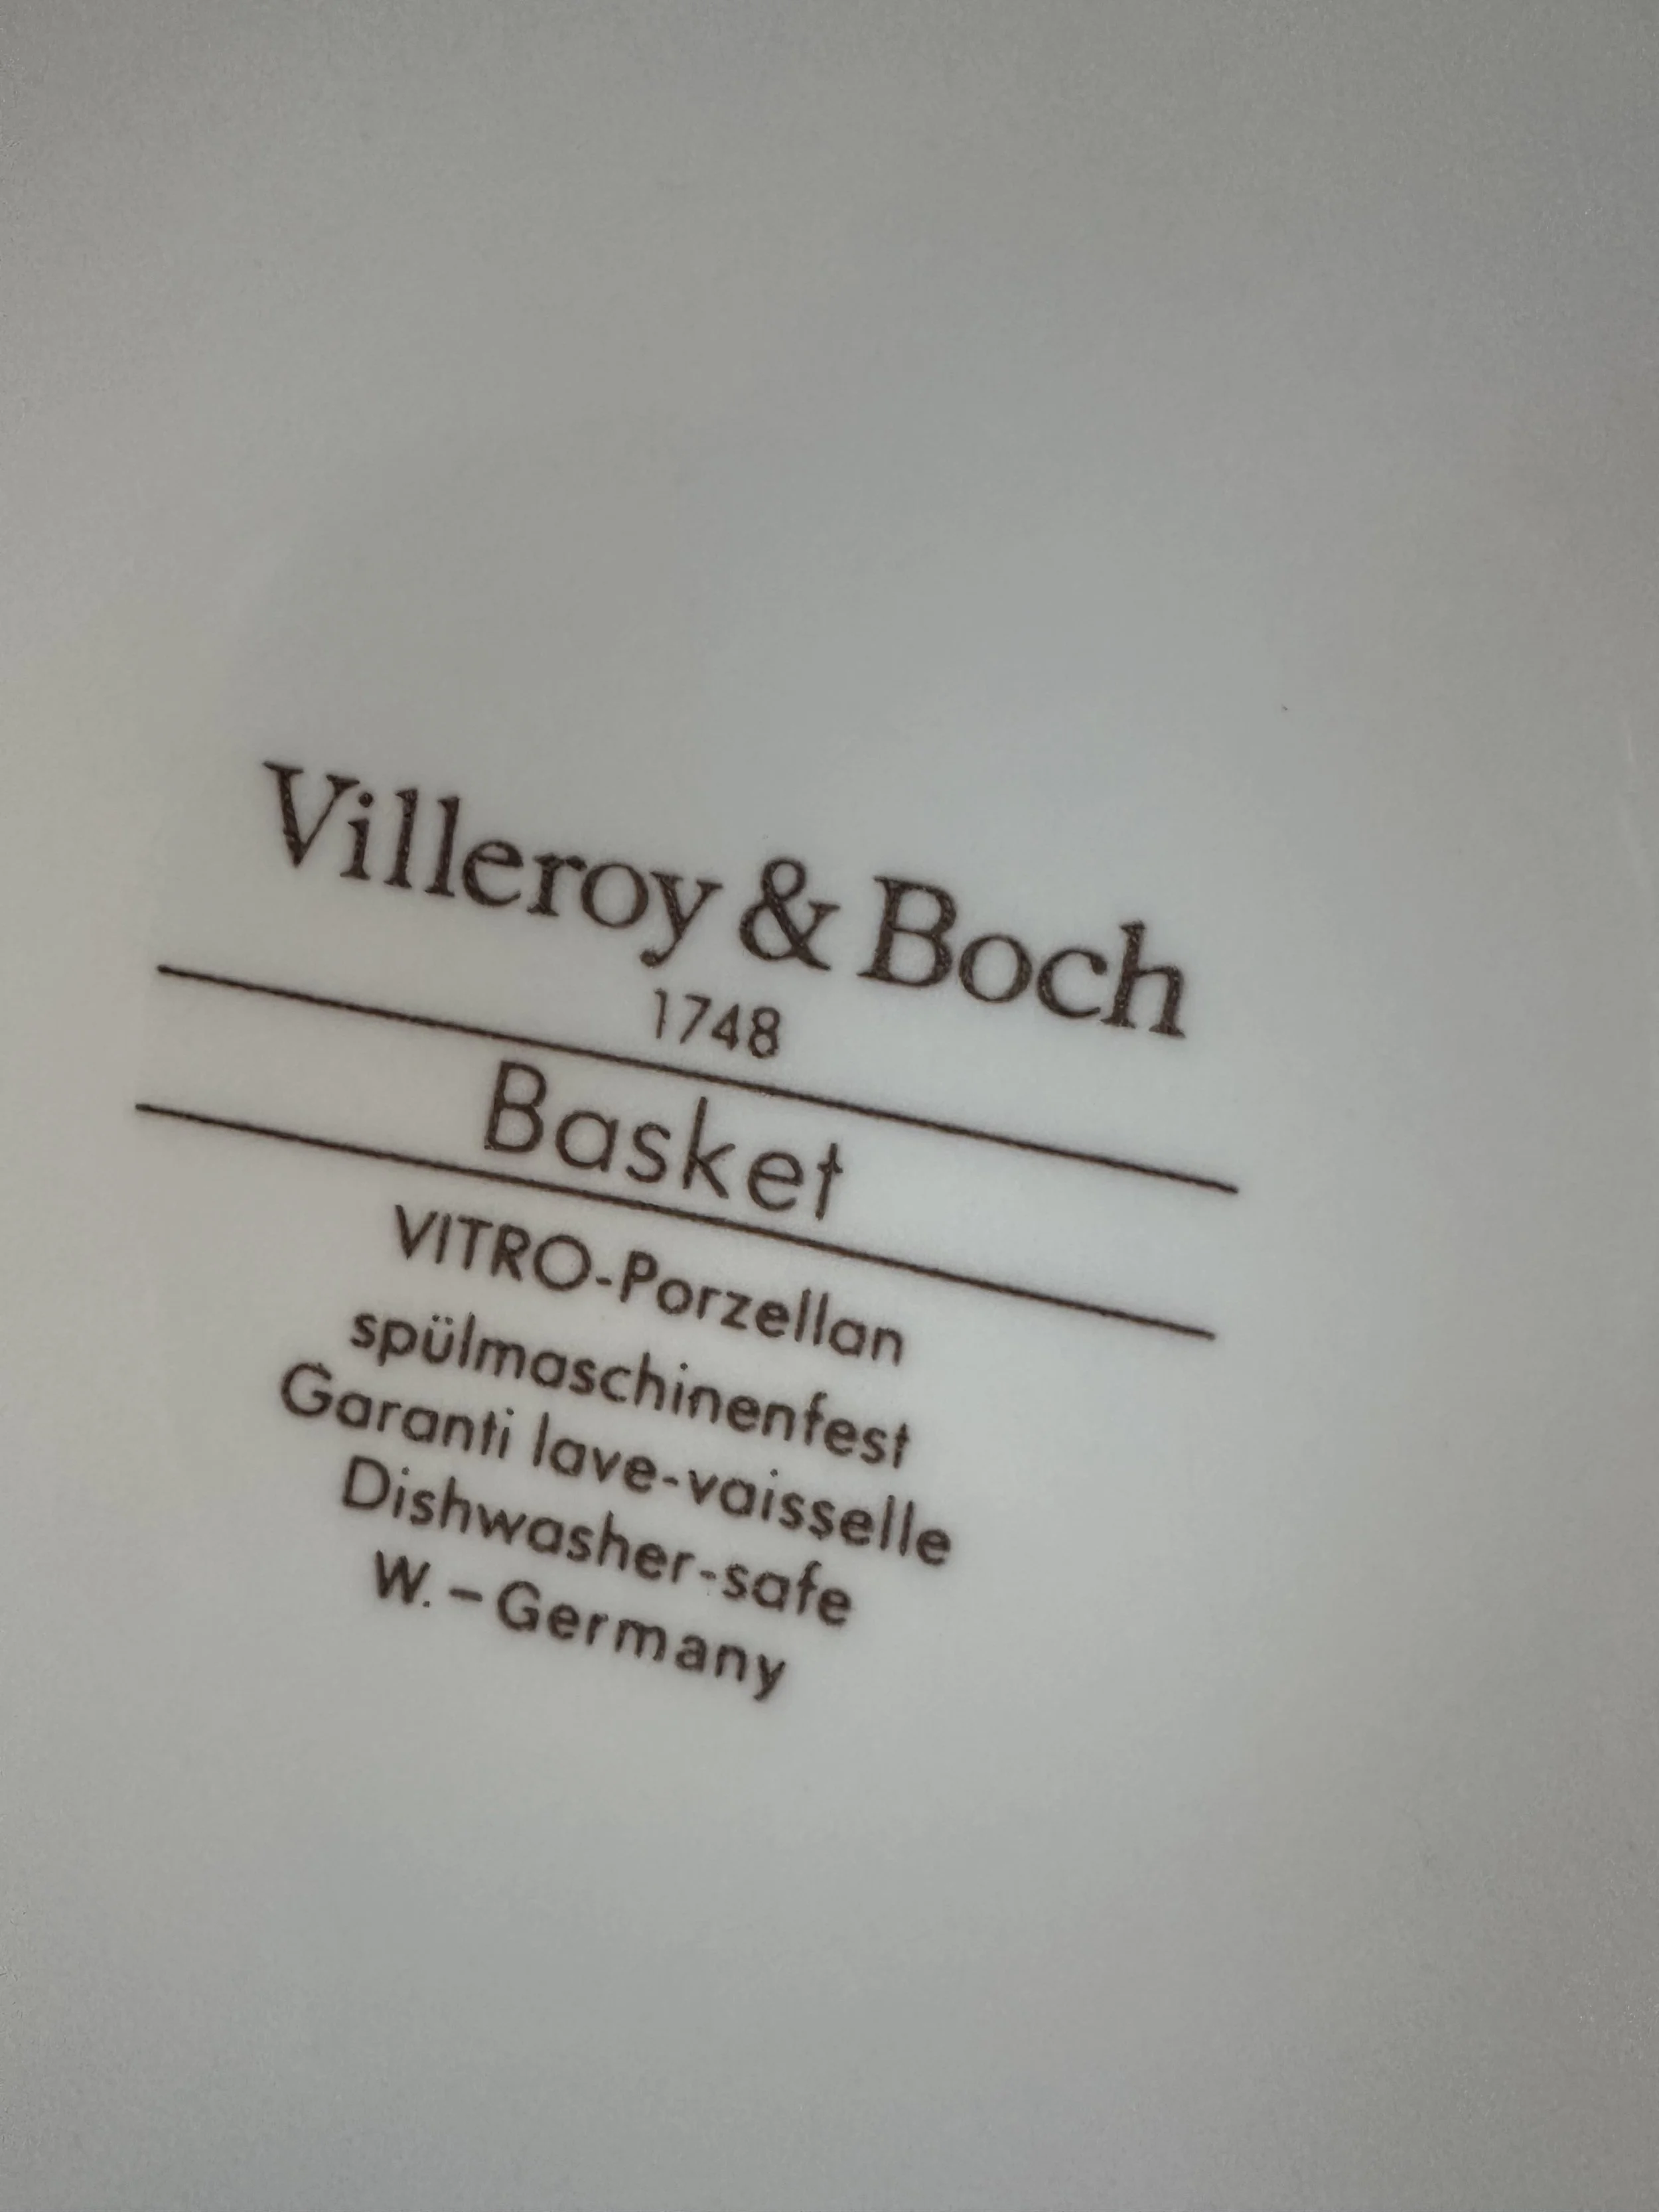 Villeroy & Boch
1748
Basket
VITRO-Porzellan
spülmaschinenfest
Garanti lave-vaisselle
Dishwasher-safe
W.-Germany